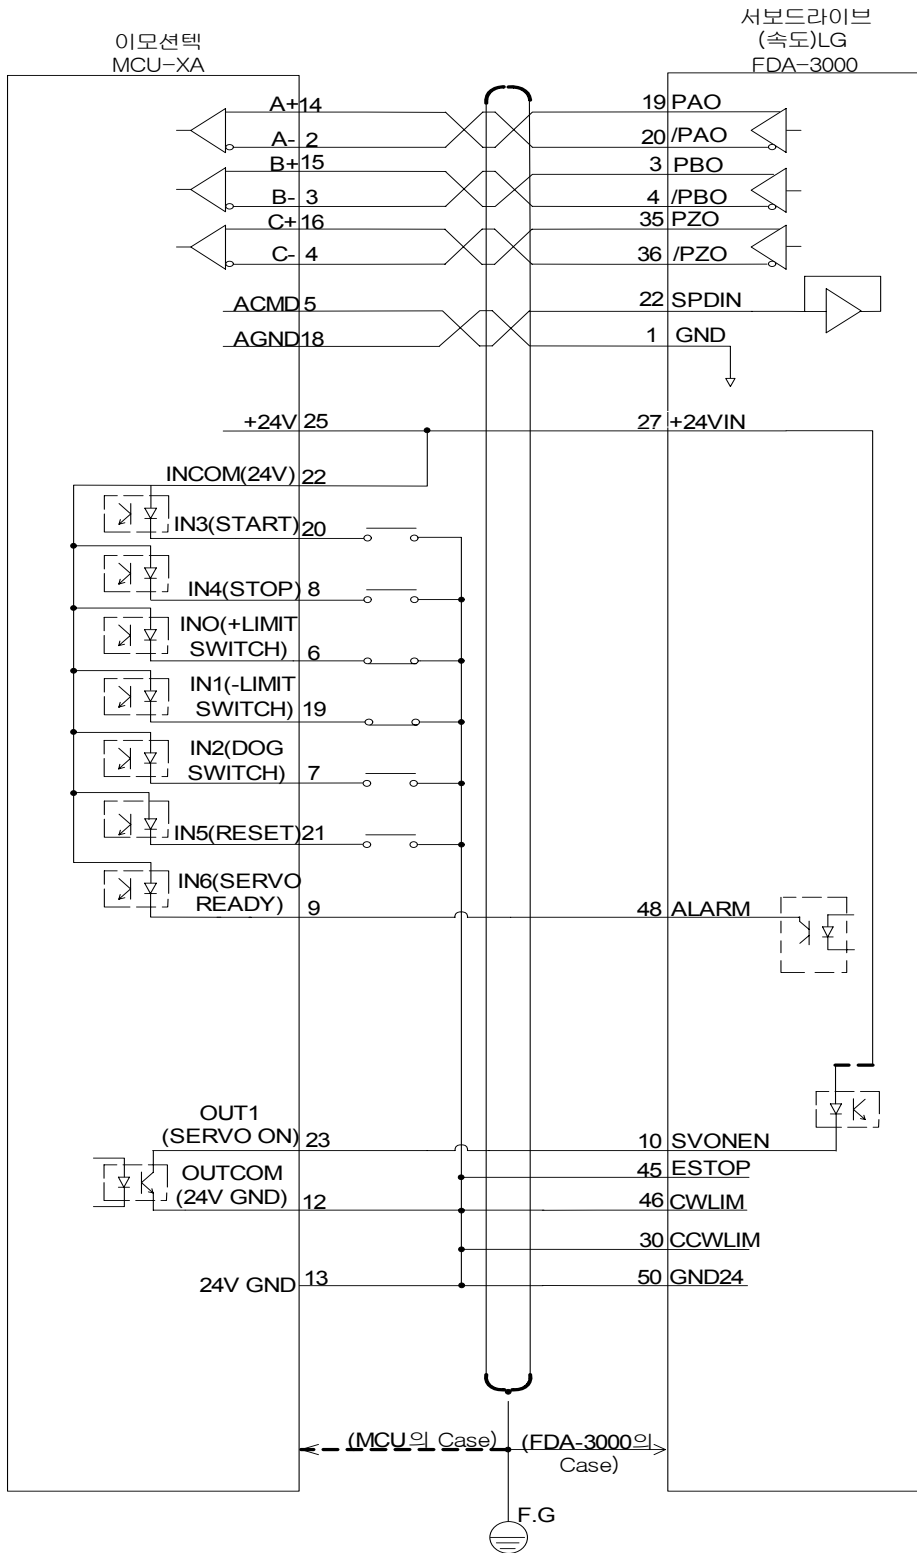 이모션텍
MCU-XA
서보드라이브
(속도)LG
FDA-3000
A+ 14
19 PAO
A- 2
20 /PAO
B+ 15
3 PBO
B- 3
4 /PBO
C+ 16
35 PZO
C- 4
36 /PZO
ACMD 5
22 SPDIN
AGND 18
1 GND
+24V 25
27 +24VIN
INCOM(24V) 22
IN3(START) 20
IN4(STOP) 8
INO(+LIMIT
SWITCH) 6
IN1(-LIMIT
SWITCH) 19
IN2(DOG
SWITCH) 7
IN5(RESET) 21
IN6(SERVO
READY) 9
48 ALARM
OUT1
(SERVO ON) 23
10 SVONEN
45 ESTOP
OUTCOM
(24V GND) 12
46 CWLIM
30 CCWLIM
24V GND 13
50 GND24
(MCU의 Case)
(FDA-3000의
Case)
F.G